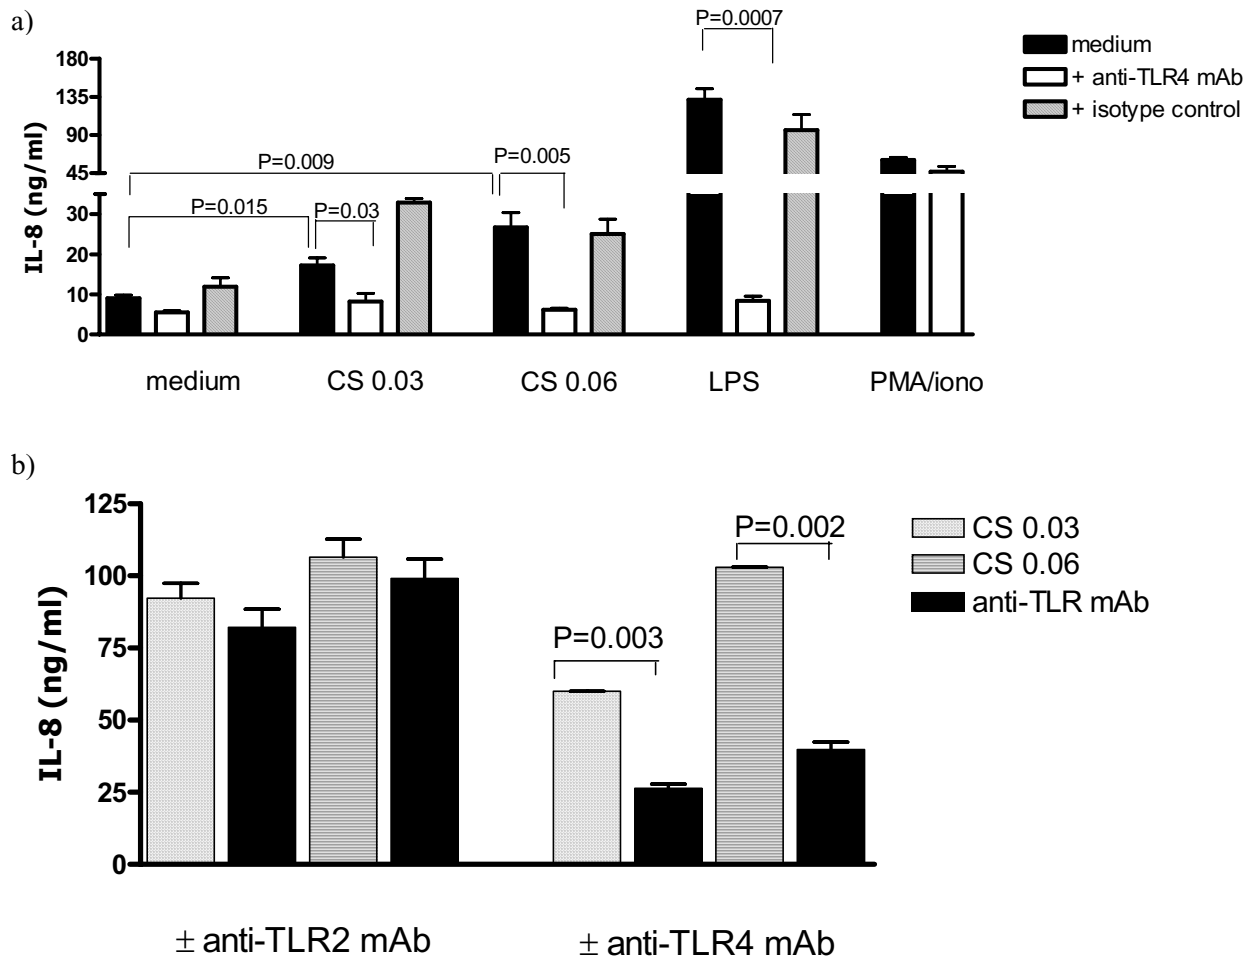 a)
P=0.0007
medium
+ anti-TLR4 mAb
+ isotype control
IL-8 (ng/ml)
180
135
90
45
30
20
10
0
P=0.009
P=0.005
P=0.015
P=0.03
medium CS 0.03 CS 0.06 LPS PMA/iono
b)
IL-8 (ng/ml)
125
100
75
50
25
0
P=0.002
P=0.003
CS 0.03
CS 0.06
anti-TLR mAb
± anti-TLR2 mAb ± anti-TLR4 mAb